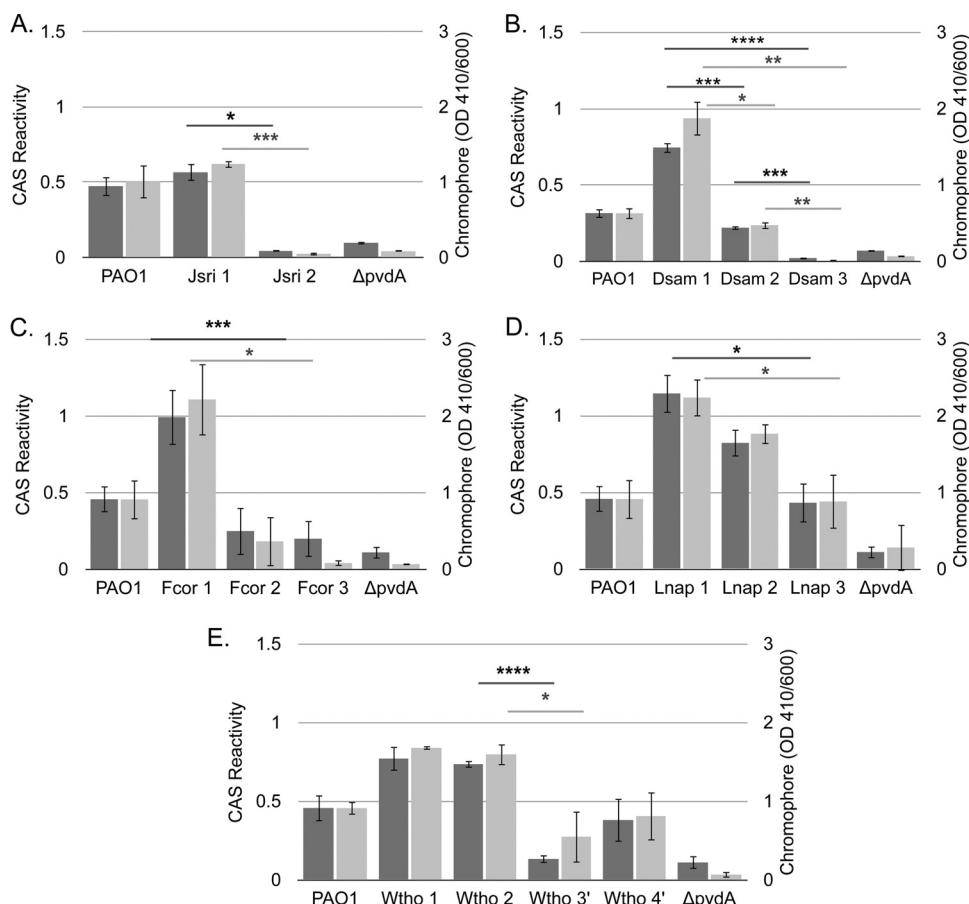 A.
B.
1.5
3
1.5
3
CAS Reactivity
Chromophore (OD 410/600)
CAS Reactivity
Chromophore (OD 410/600)
****
**
***
*
1
2
1
2
*
***
***
**
0.5
1
0.5
1
0
0
0
0
PAO1 Jsri 1 Jsri 2 ΔpvdA
PAO1 Dsam 1 Dsam 2 Dsam 3 ΔpvdA
C.
D.
1.5
3
1.5
3
CAS Reactivity
Chromophore (OD 410/600)
CAS Reactivity
Chromophore (OD 410/600)
***
*
*
*
1
2
1
2
0.5
1
0.5
1
0
0
0
0
PAO1 Fcor 1 Fcor 2 Fcor 3 ΔpvdA
PAO1 Lnap 1 Lnap 2 Lnap 3 ΔpvdA
E.
1.5
3
CAS Reactivity
Chromophore (OD 410/600)
****
*
1
2
0.5
1
0
0
PAO1 Wtho 1 Wtho 2 Wtho 3' Wtho 4' ΔpvdA